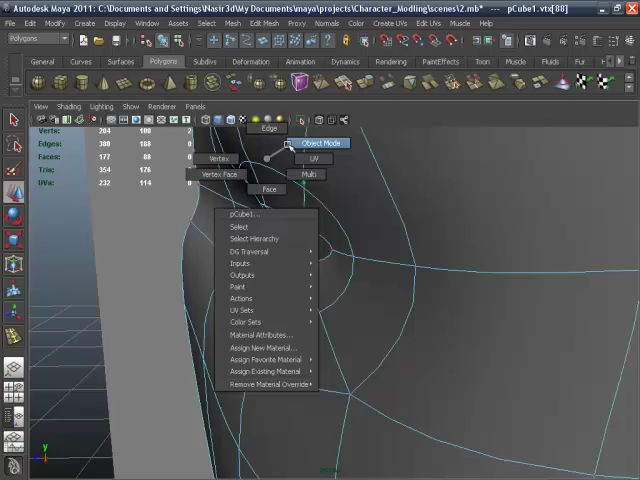 Autodesk Maya 2011: C:\Documents and Settings\Nasir3d\My Documents\maya\projects\Character_Modling\scenes\2.mb* --- pCube1.vtx[88]
File Edit Modify Create Display Window Assets Select Mesh Edit Mesh Proxy Normals Color Create UVs Edit UVs Muscle Help
Polygons
General Curves Surfaces Polygons Subdivs Deformation Animation Dynamics Rendering PaintEffects Toon Muscle Fluids Fur
View Shading Lighting Show Renderer Panels
Verts: 204 100 2
Edges: 380 188 0
Faces: 177 88 0
Tris: 354 176 0
UVs: 232 114 0
Edge
Object Mode
Vertex
UV
Vertex Face
Multi
Face
pCube1...
Select
Select Hierarchy
DG Traversal
Inputs
Outputs
Paint
Actions
UV Sets
Color Sets
Material Attributes...
Assign New Material...
Assign Favorite Material
Assign Existing Material
Remove Material Override
y